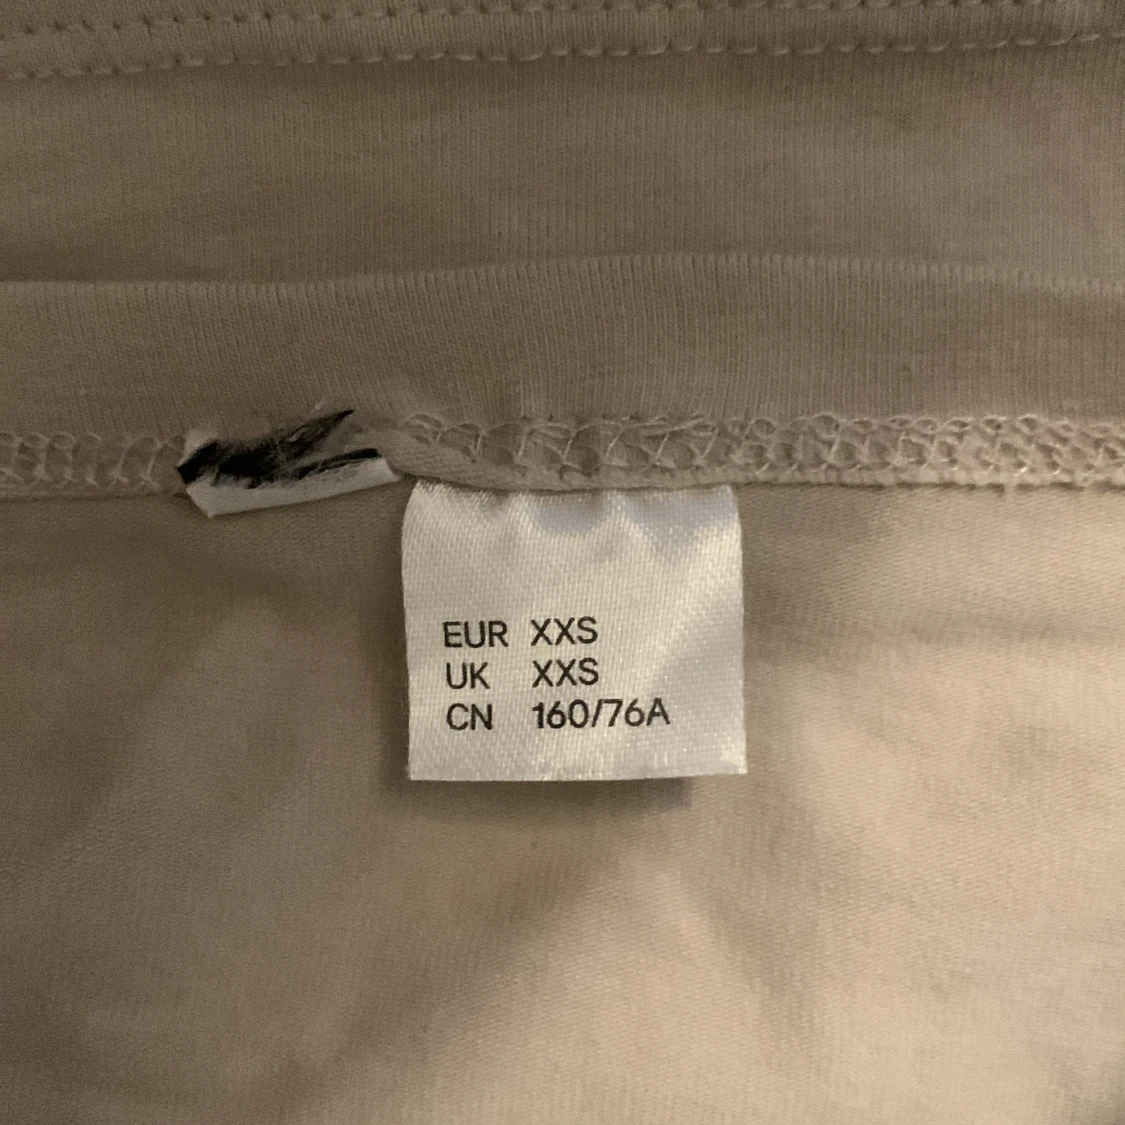 EUR XXS
UK XXS
CN 160/76A